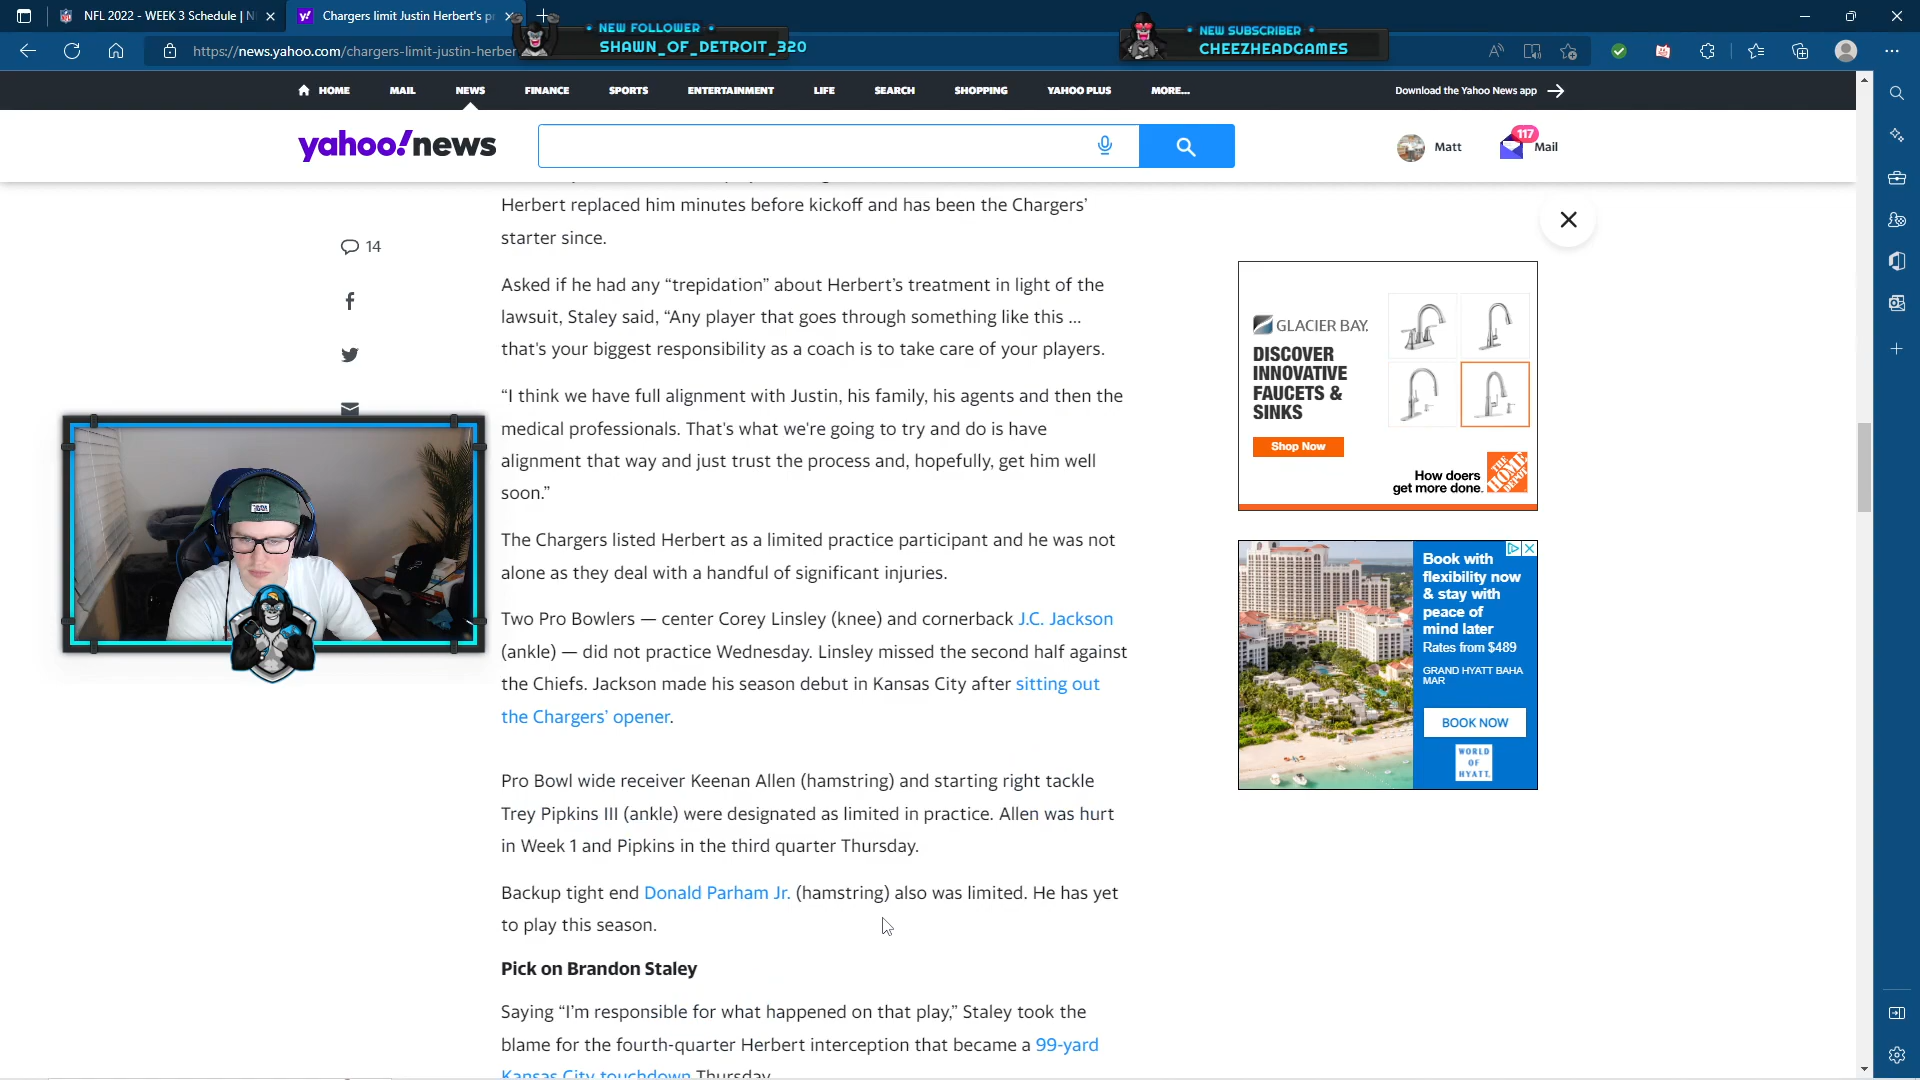 NFL 2022 - WEEK 3 Schedule | N
Chargers limit Justin Herbert's p
NEW FOLLOWER
SHAWN_OF_DETROIT_320
NEW SUBSCRIBER
CHEEZHEADGAMES
https://news.yahoo.com/chargers-limit-justin-herber
HOME MAIL NEWS FINANCE SPORTS ENTERTAINMENT LIFE SEARCH SHOPPING YAHOO PLUS MORE... Download the Yahoo News app
yahoo!news
Matt
117
Mail
Herbert replaced him minutes before kickoff and has been the Chargers’
starter since.
14
Asked if he had any “trepidation” about Herbert’s treatment in light of the
lawsuit, Staley said, “Any player that goes through something like this ...
that's your biggest responsibility as a coach is to take care of your players.
“I think we have full alignment with Justin, his family, his agents and then the
medical professionals. That's what we're going to try and do is have
alignment that way and just trust the process and, hopefully, get him well
soon.”
The Chargers listed Herbert as a limited practice participant and he was not
alone as they deal with a handful of significant injuries.
Two Pro Bowlers — center Corey Linsley (knee) and cornerback J.C. Jackson
(ankle) — did not practice Wednesday. Linsley missed the second half against
the Chiefs. Jackson made his season debut in Kansas City after sitting out
the Chargers’ opener.
Pro Bowl wide receiver Keenan Allen (hamstring) and starting right tackle
Trey Pipkins III (ankle) were designated as limited in practice. Allen was hurt
in Week 1 and Pipkins in the third quarter Thursday.
Backup tight end Donald Parham Jr. (hamstring) also was limited. He has yet
to play this season.
Pick on Brandon Staley
Saying “I’m responsible for what happened on that play,” Staley took the
blame for the fourth-quarter Herbert interception that became a 99-yard
Kansas City touchdown Thursday.
GLACIER BAY.
DISCOVER
INNOVATIVE
FAUCETS &
SINKS
Shop Now
How doers
get more done.
THE HOME DEPOT
Book with
flexibility now
& stay with
peace of
mind later
Rates from $489
GRAND HYATT BAHA
MAR
BOOK NOW
WORLD
OF
HYATT